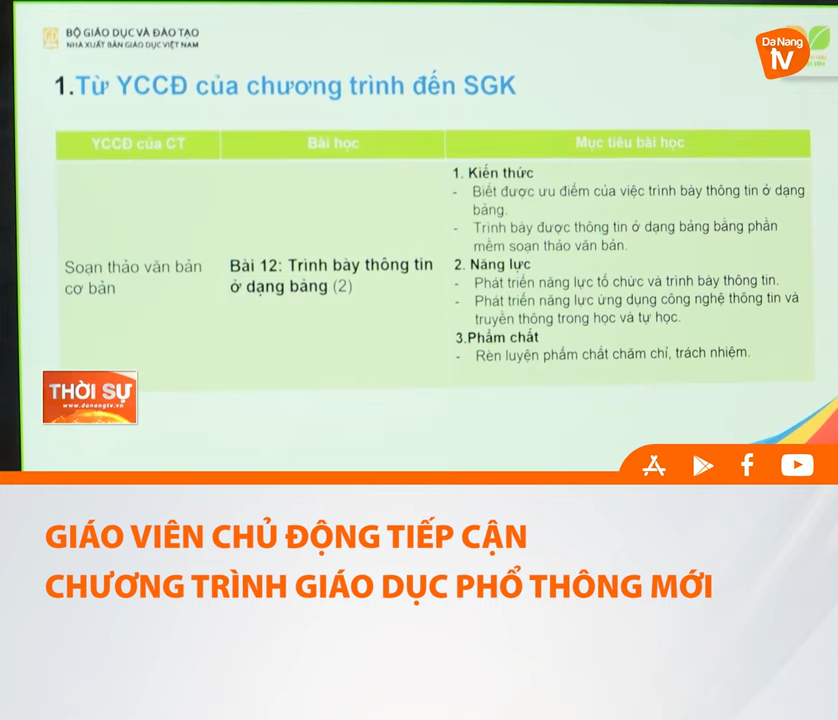 BỘ GIÁO DỤC VÀ ĐÀO TẠO
NHÀ XUẤT BẢN GIÁO DỤC VIỆT NAM
Da Nang
tv
1.Từ YCCĐ của chương trình đến SGK
YCCĐ của CT
Bài học
Mục tiêu bài học
Soạn thảo văn bản
cơ bản
Bài 12: Trình bày thông tin
ở dạng bảng (2)
1. Kiến thức
- Biết được ưu điểm của việc trình bày thông tin ở dạng
bảng.
- Trình bày được thông tin ở dạng bảng bằng phần
mềm soạn thảo văn bản.
2. Năng lực
- Phát triển năng lực tổ chức và trình bày thông tin.
- Phát triển năng lực ứng dụng công nghệ thông tin và
truyền thông trong học và tự học.
3.Phẩm chất
- Rèn luyện phẩm chất chăm chỉ, trách nhiệm.
THỜI SỰ
www.danangtv.vn
GIÁO VIÊN CHỦ ĐỘNG TIẾP CẬN
CHƯƠNG TRÌNH GIÁO DỤC PHỔ THÔNG MỚI